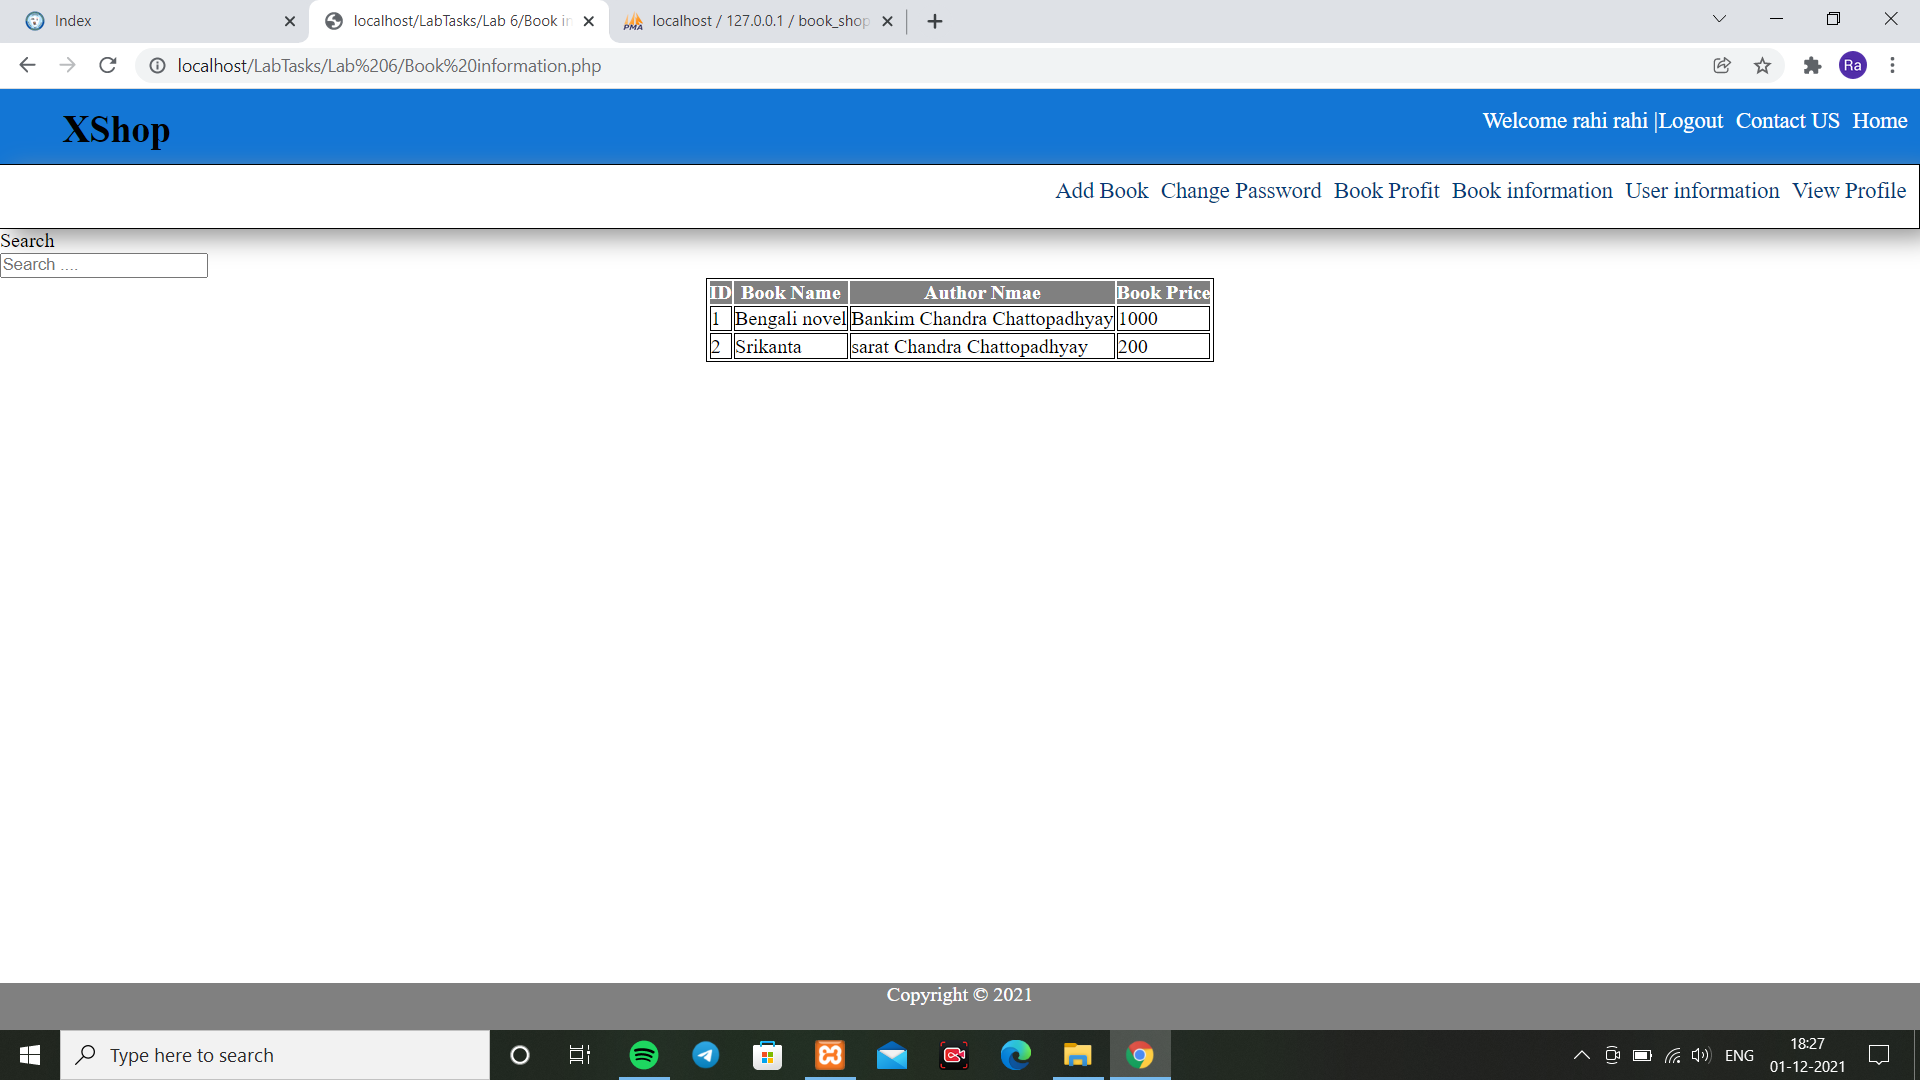 Index
localhost/LabTasks/Lab 6/Book in
localhost / 127.0.0.1 / book_shop
localhost/LabTasks/Lab%206/Book%20information.php
Ra
XShop
Welcome rahi rahi |Logout Contact US Home
Add Book Change Password Book Profit Book information User information View Profile
Search
Search ....
ID Book Name Author Nmae Book Price
1 Bengali novel Bankim Chandra Chattopadhyay 1000
2 Srikanta sarat Chandra Chattopadhyay 200
Copyright © 2021
Type here to search
ENG
18:27
01-12-2021